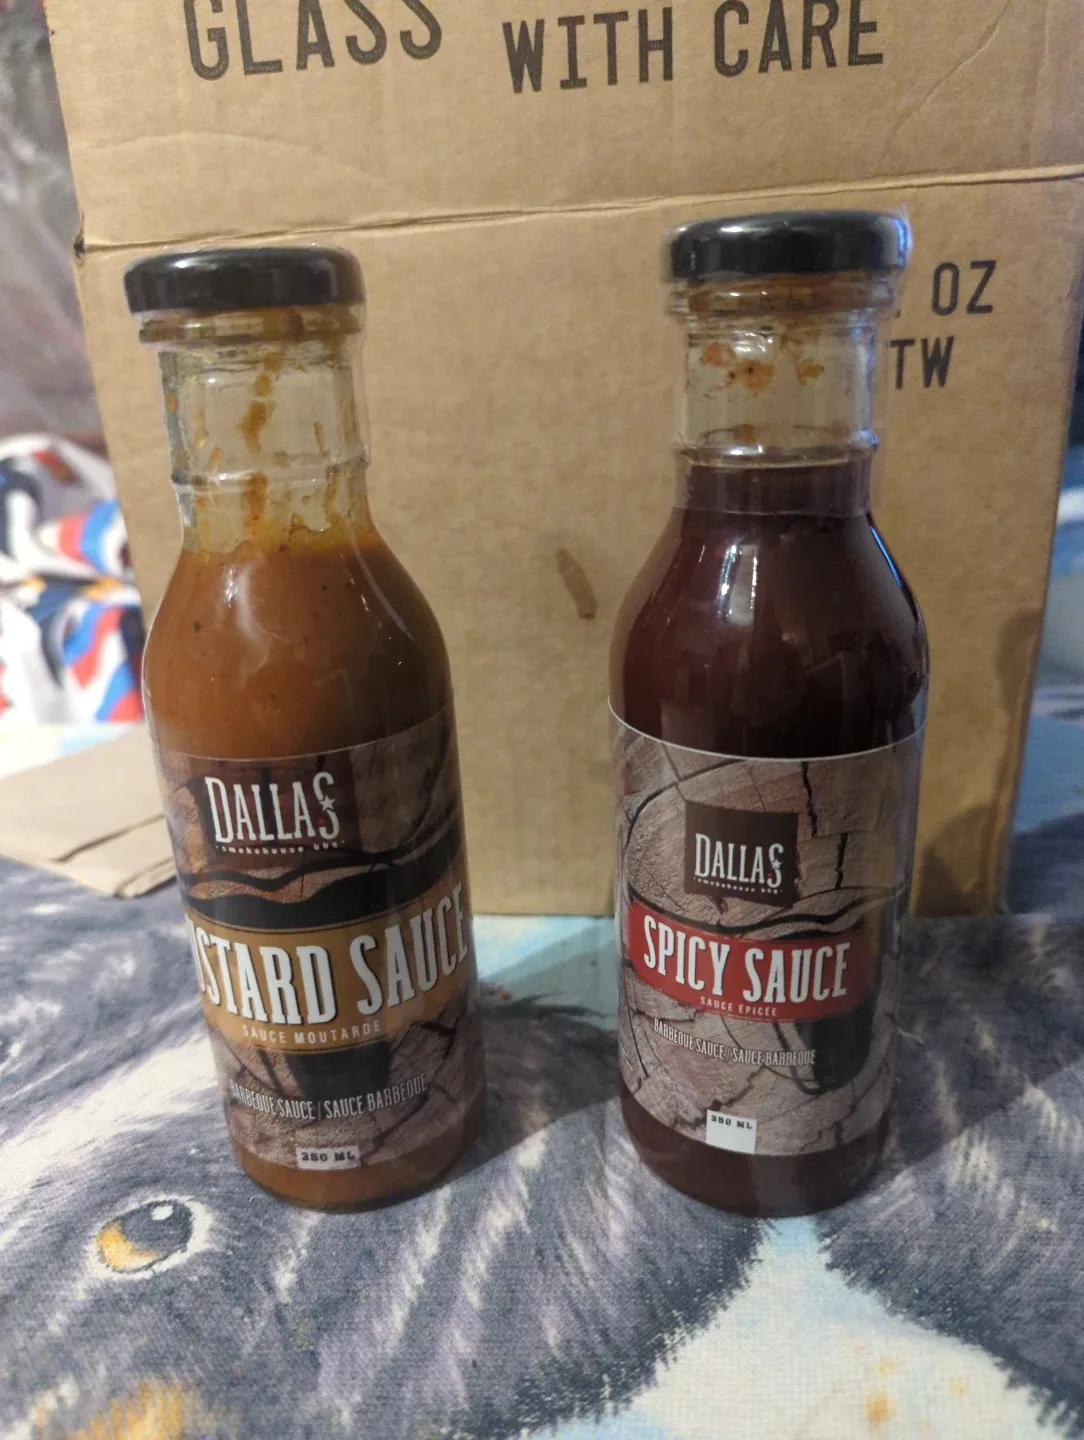 GLASS WITH CARE
OZ
TW
DALLAS
smokehouse bbq
USTARD SAUCE
SAUCE MOUTARDE
BARBEQUE SAUCE / SAUCE BARBEQUE
350 ML
DALLAS
smokehouse bbq
SPICY SAUCE
SAUCE ÉPICÉE
BARBEQUE SAUCE / SAUCE BARBEQUE
350 ML